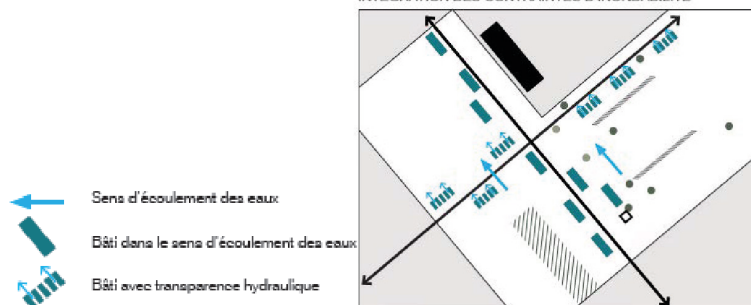 Sens d'écoulement des eaux
Bâti dans le sens d'écoulement des eaux
Bâti avec transparence hydraulique